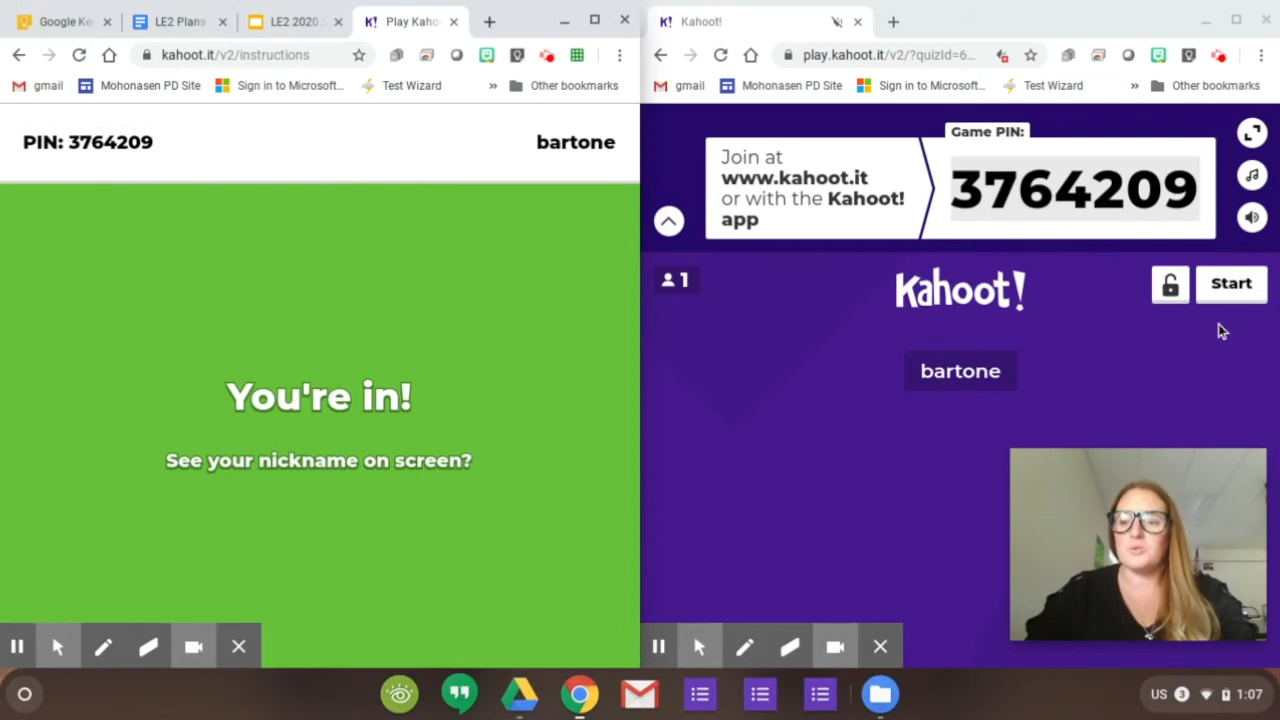 Google Ke
LE2 Plans
LE2 2020
K! Play Kaho
K! Kahoot!
kahoot.it/v2/instructions
play.kahoot.it/v2/?quizId=6...
gmail
Mohonasen PD Site
Sign in to Microsoft...
Test Wizard
»
Other bookmarks
gmail
Mohonasen PD Site
Sign in to Microsoft...
Test Wizard
»
Other bookmarks
PIN: 3764209
bartone
You're in!
See your nickname on screen?
Join at
www.kahoot.it
or with the Kahoot!
app
Game PIN:
3764209
1
Kahoot!
Start
bartone
US 3 1:07